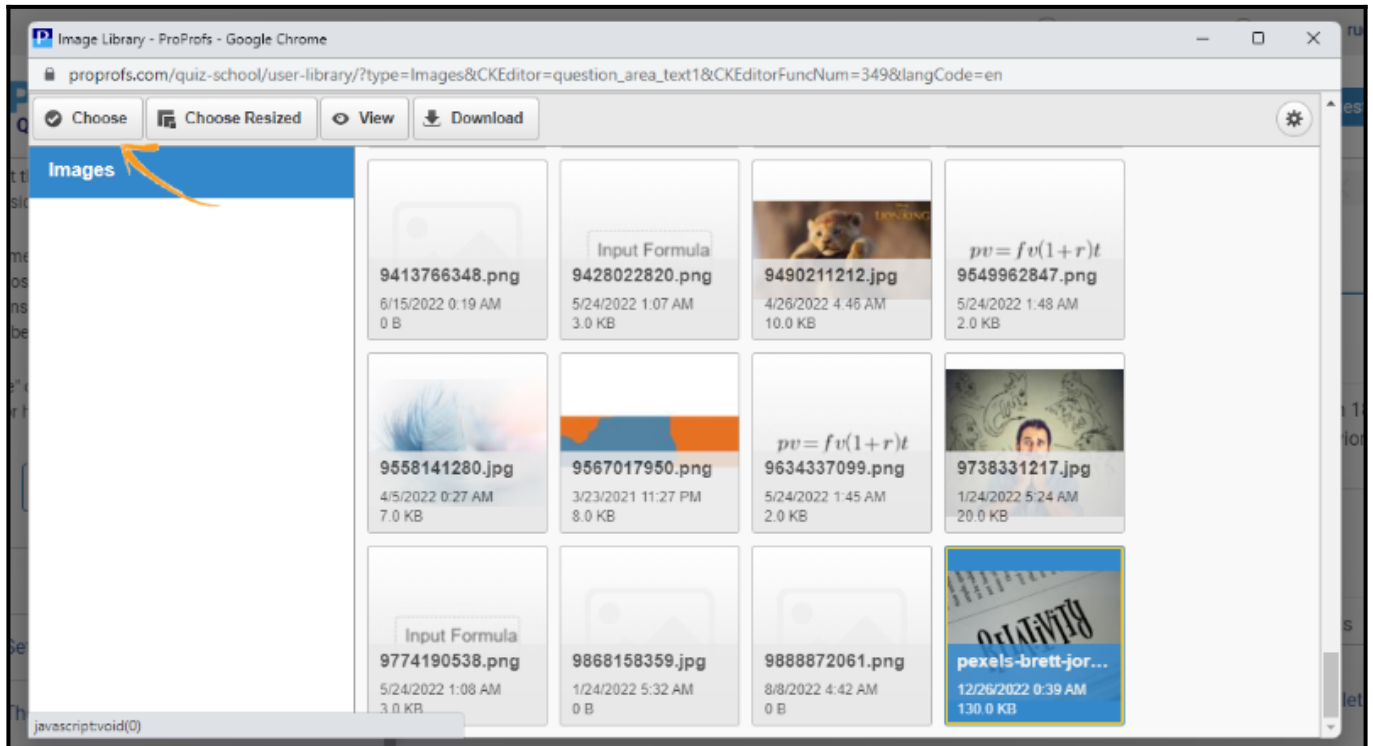 Image Library - ProProfs - Google Chrome
proprofs.com/quiz-school/user-library/?type=Images&CKEditor=question_area_text1&CKEditorFuncNum=349&langCode=en
Choose
Choose Resized
View
Download
Images
9413766348.png
6/15/2022 0:19 AM
0 B
Input Formula
9428022820.png
5/24/2022 1:07 AM
3.0 KB
LION KING
9490211212.jpg
4/26/2022 4:46 AM
10.0 KB
pv=fv(1+r)t
9549962847.png
5/24/2022 1:48 AM
2.0 KB
9558141280.jpg
4/5/2022 0:27 AM
7.0 KB
9567017950.png
3/23/2021 11:27 PM
8.0 KB
pv=fv(1+r)t
9634337099.png
5/24/2022 1:45 AM
2.0 KB
9738331217.jpg
1/24/2022 5:24 AM
20.0 KB
Input Formula
9774190538.png
5/24/2022 1:08 AM
3.0 KB
9868158359.jpg
1/24/2022 5:32 AM
0 B
9888872061.png
8/8/2022 4:42 AM
0 B
RELATIVITY
pexels-brett-jor...
12/26/2022 0:39 AM
130.0 KB
javascript:void(0)